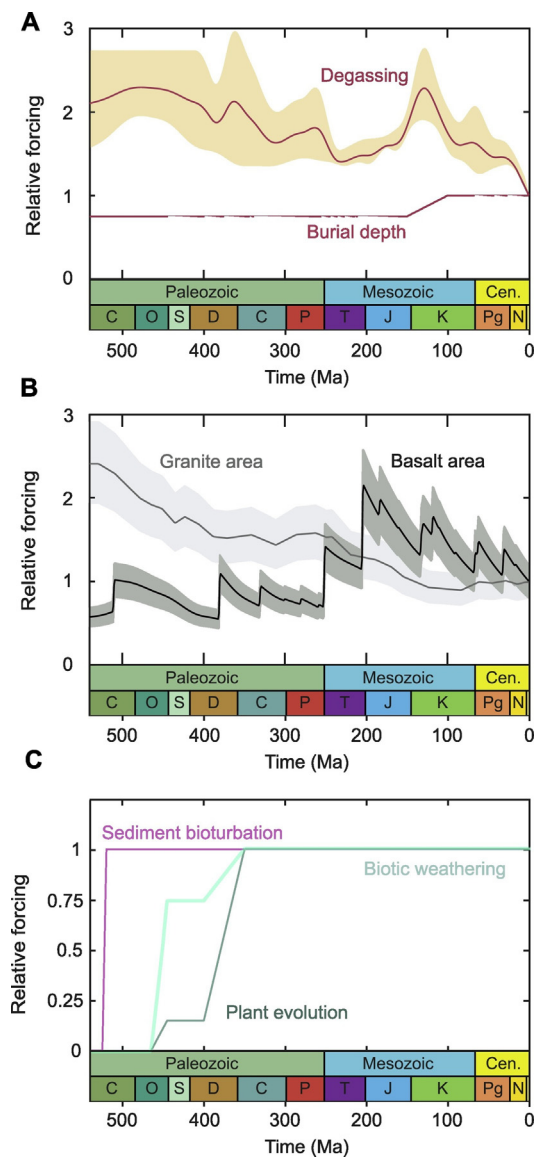 A
3
Degassing
2
Relative forcing
1
Burial depth
0
Paleozoic Mesozoic Cen.
C O S D C P T J K Pg N
500 400 300 200 100 0
Time (Ma)
B
3
Granite area Basalt area
2
Relative forcing
1
0
Paleozoic Mesozoic Cen.
C O S D C P T J K Pg N
500 400 300 200 100 0
Time (Ma)
C
Sediment bioturbation
1
Biotic weathering
0.75
Relative forcing
0.5
0.25
Plant evolution
0
Paleozoic Mesozoic Cen.
C O S D C P T J K Pg N
500 400 300 200 100 0
Time (Ma)